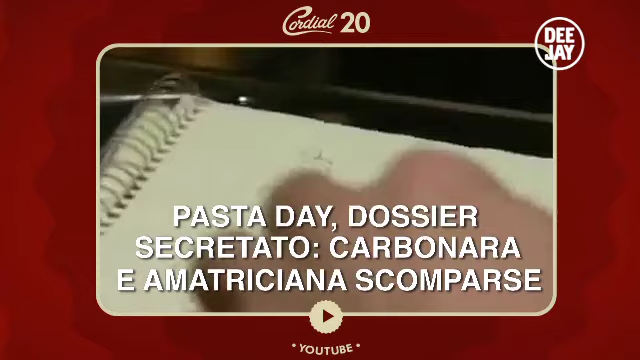 Cordial 20
DEE
JAY
PASTA DAY, DOSSIER
SECRETATO: CARBONARA
E AMATRICIANA SCOMPARSE
• YOUTUBE •